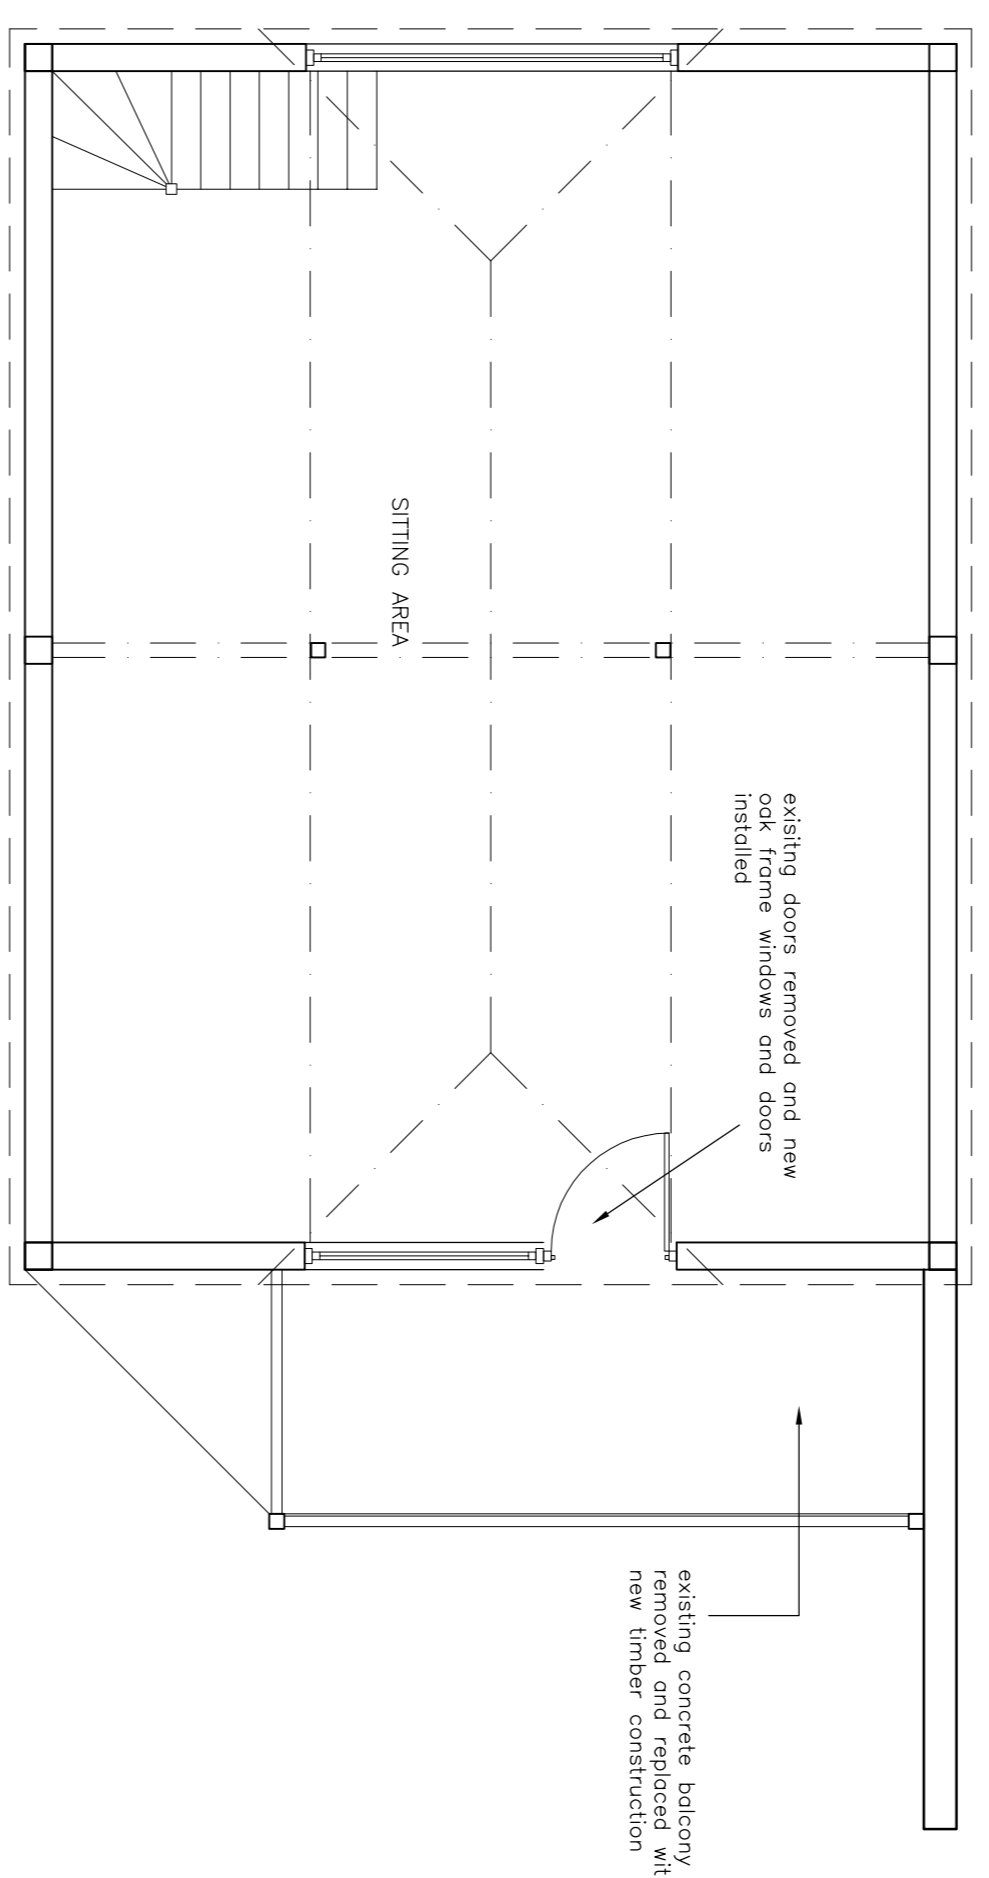 SITTING AREA
exisitng doors removed and new
oak frame windows and doors
installed
existing concrete balcony
removed and replaced wit
new timber construction